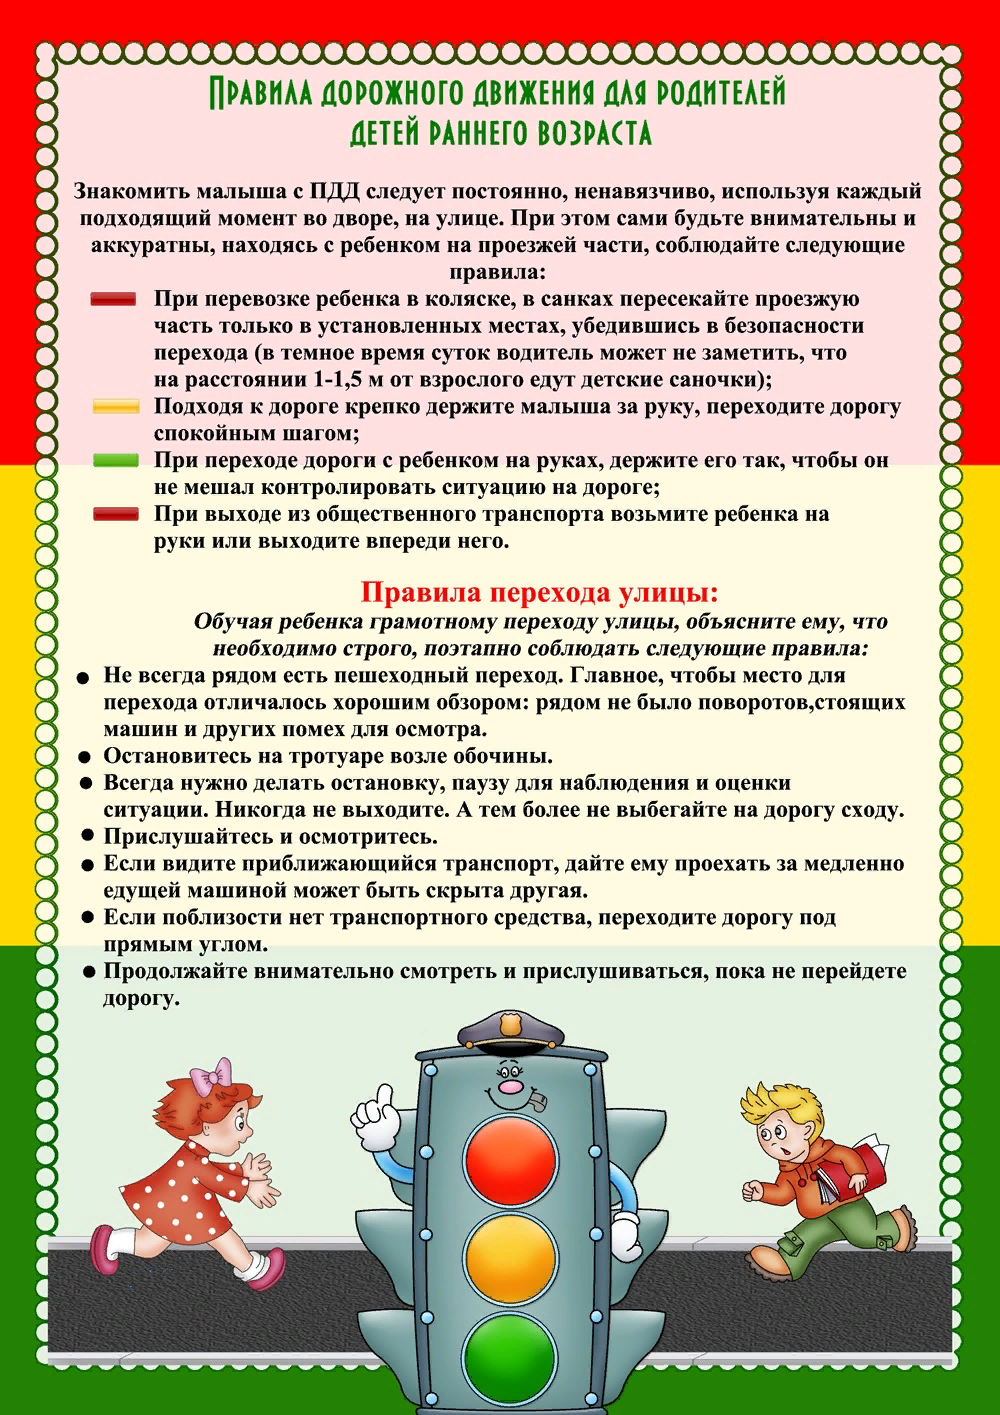 Правила дорожного движения для родителей
детей раннего возраста
Знакомить малыша с ПДД следует постоянно, ненавязчиво, используя каждый
подходящий момент во дворе, на улице. При этом сами будьте внимательны и
аккуратны, находясь с ребенком на проезжей части, соблюдайте следующие
правила:
При перевозке ребенка в коляске, в санках пересекайте проезжую
часть только в установленных местах, убедившись в безопасности
перехода (в темное время суток водитель может не заметить, что
на расстоянии 1-1,5 м от взрослого едут детские саночки);
Подходя к дороге крепко держите малыша за руку, переходите дорогу
спокойным шагом;
При переходе дороги с ребенком на руках, держите его так, чтобы он
не мешал контролировать ситуацию на дороге;
При выходе из общественного транспорта возьмите ребенка на
руки или выходите впереди него.
Правила перехода улицы:
Обучая ребенка грамотному переходу улицы, объясните ему, что
необходимо строго, поэтапно соблюдать следующие правила:
● Не всегда рядом есть пешеходный переход. Главное, чтобы место для
перехода отличалось хорошим обзором: рядом не было поворотов,стоящих
машин и других помех для осмотра.
● Остановитесь на тротуаре возле обочины.
● Всегда нужно делать остановку, паузу для наблюдения и оценки
ситуации. Никогда не выходите. А тем более не выбегайте на дорогу сходу.
● Прислушайтесь и осмотритесь.
● Если видите приближающийся транспорт, дайте ему проехать за медленно
едущей машиной может быть скрыта другая.
● Если поблизости нет транспортного средства, переходите дорогу под
прямым углом.
● Продолжайте внимательно смотреть и прислушиваться, пока не перейдете
дорогу.